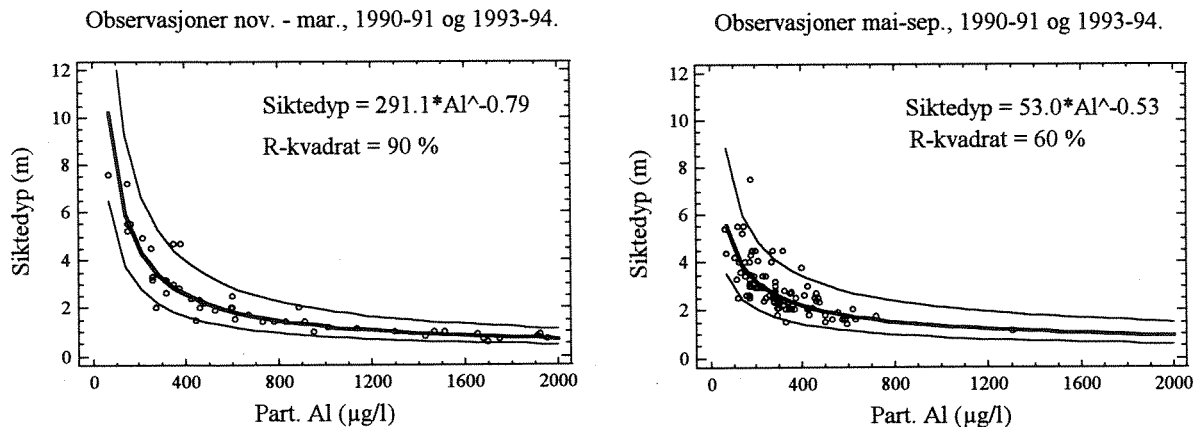 Observasjoner nov. - mar., 1990-91 og 1993-94.
Siktedyp = 291.1*Al^-0.79
R-kvadrat = 90 %
Siktedyp (m)
12
10
8
6
4
2
0
0 400 800 1200 1600 2000
Part. Al (µg/l)
Observasjoner mai-sep., 1990-91 og 1993-94.
Siktedyp = 53.0*Al^-0.53
R-kvadrat = 60 %
Siktedyp (m)
12
10
8
6
4
2
0
0 400 800 1200 1600 2000
Part. Al (µg/l)